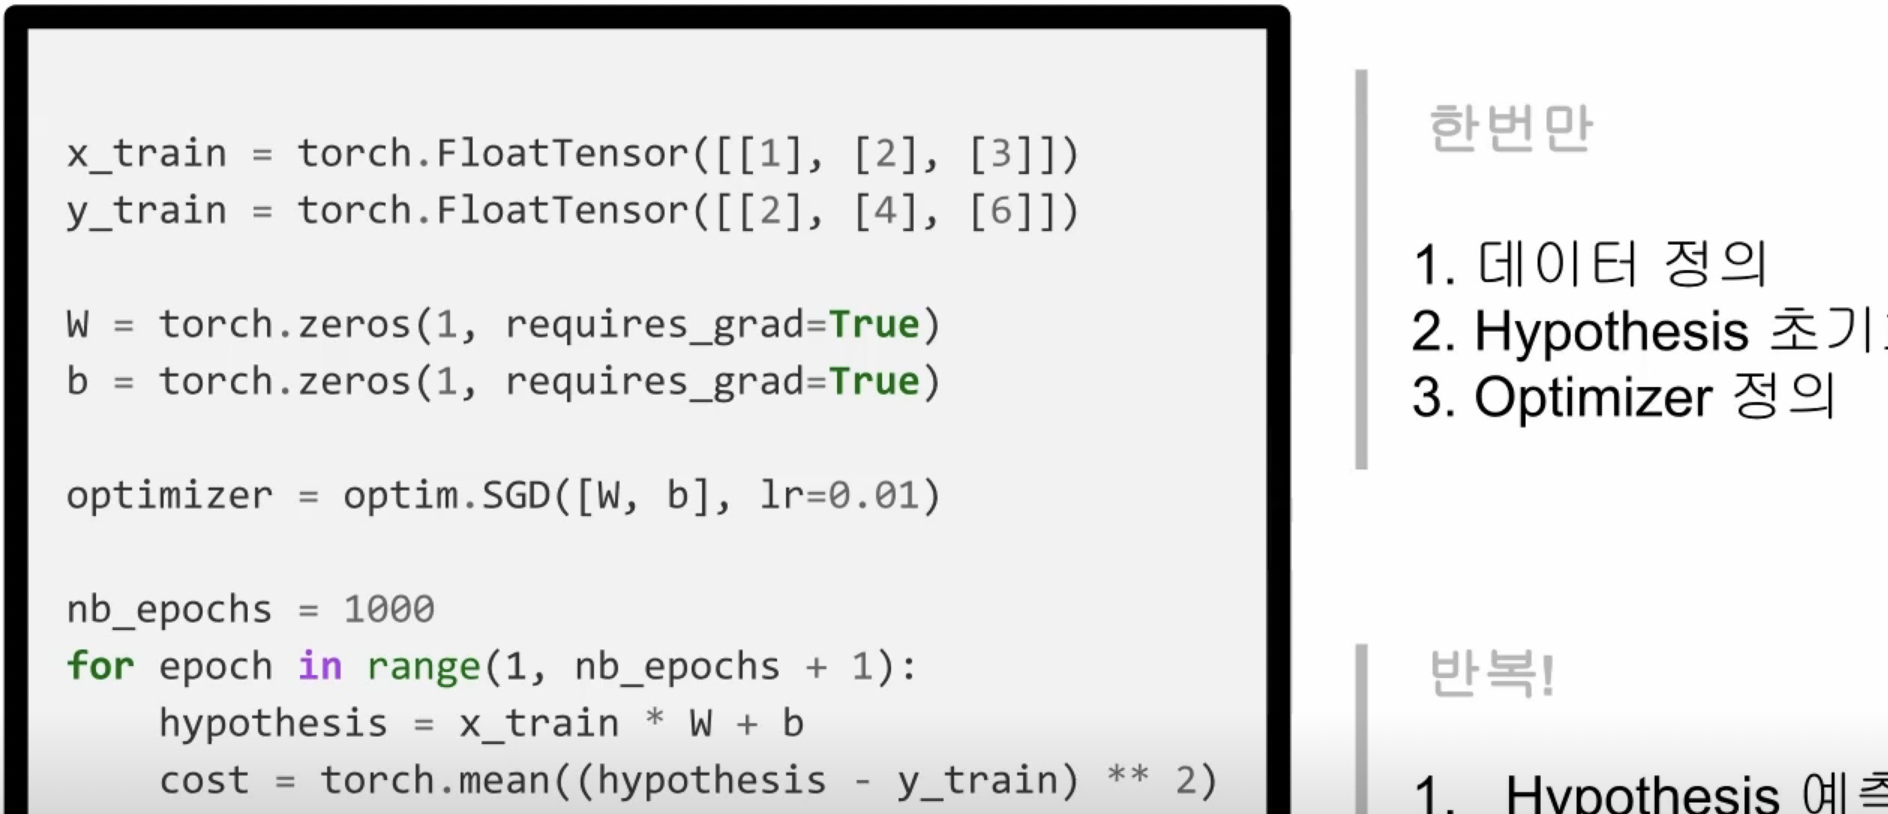 x_train = torch.FloatTensor([[1], [2], [3]])
y_train = torch.FloatTensor([[2], [4], [6]])
W = torch.zeros(1, requires_grad=True)
b = torch.zeros(1, requires_grad=True)
optimizer = optim.SGD([W, b], lr=0.01)
nb_epochs = 1000
for epoch in range(1, nb_epochs + 1):
hypothesis = x_train * W + b
cost = torch.mean((hypothesis - y_train) ** 2)
한번만
1. 데이터 정의
2. Hypothesis 초기
3. Optimizer 정의
반복!
1. Hypothesis 예측